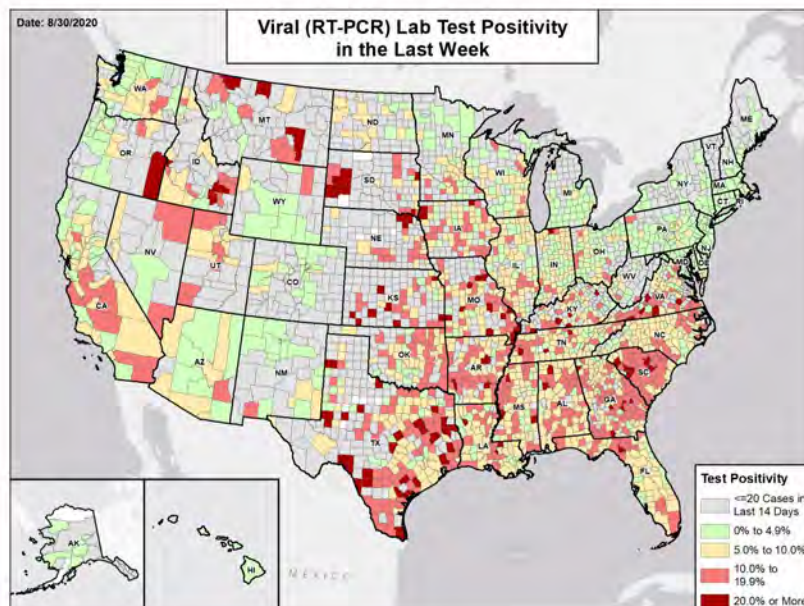 Date: 8/30/2020
Viral (RT-PCR) Lab Test Positivity
in the Last Week
WA
MT
ND
MN
ME
OR
ID
SD
WI
VT
NH
NY
MA
CT
WY
MI
NE
IA
PA
NJ
NV
UT
CO
IL
IN
OH
MD
DE
WV
CA
KS
MO
KY
VA
AZ
NM
OK
AR
TN
NC
SC
TX
LA
MS
AL
GA
FL
AK
HI
MEXICO
Test Positivity
<=20 Cases in
Last 14 Days
0% to 4.9%
5.0% to 10.0%
10.0% to
19.9%
20.0% or More